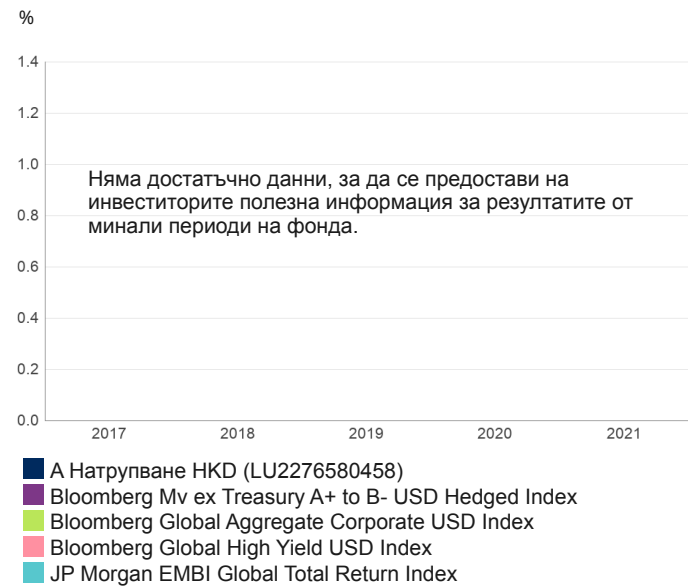 %
1.4
1.2
1.0
Няма достатъчно данни, за да се предостави на
0.8
инвеститорите полезна информация за резултатите от
минали периоди на фонда.
0.6
0.4
0.2
0.0
2017 2018 2019 2020 2021
А Натрупване HKD (LU2276580458)
Bloomberg Mv ex Treasury A+ to B- USD Hedged Index
Bloomberg Global Aggregate Corporate USD Index
Bloomberg Global High Yield USD Index
JP Morgan EMBI Global Total Return Index